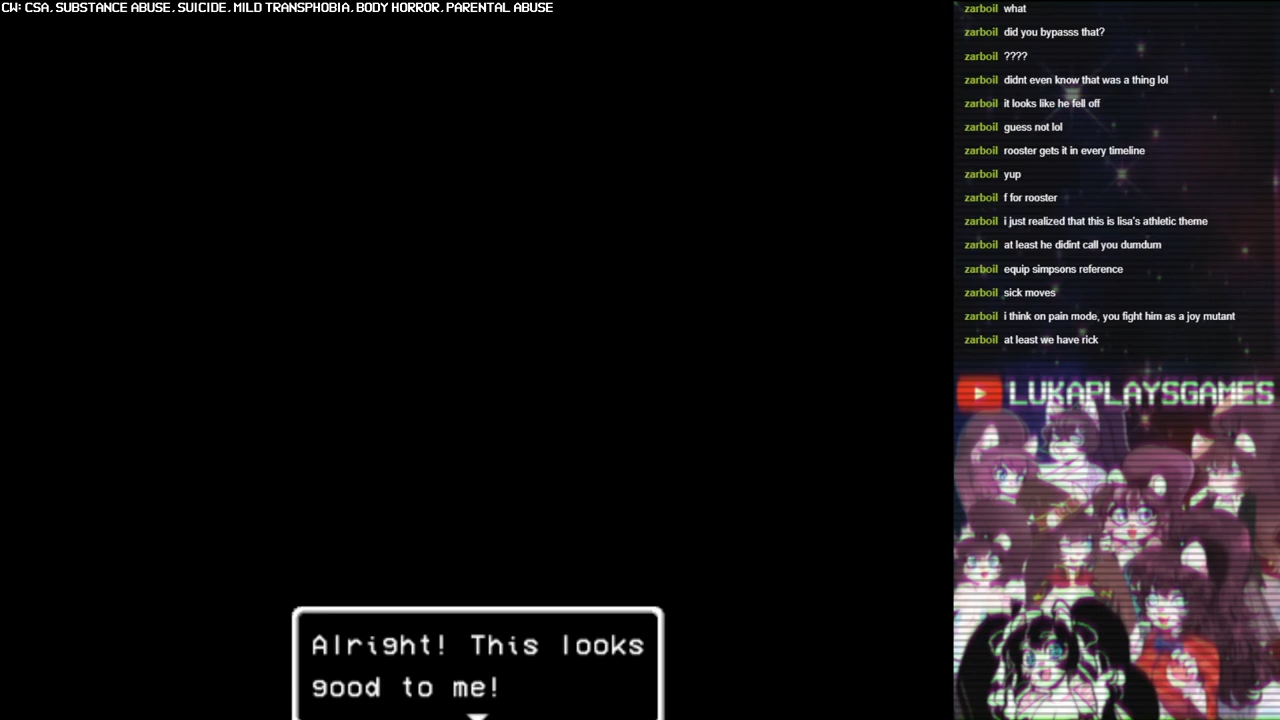 CW: CSA, SUBSTANCE ABUSE, SUICIDE, MILD TRANSPHOBIA, BODY HORROR, PARENTAL ABUSE
zarboil what
zarboil did you bypasss that?
zarboil ????
zarboil didnt even know that was a thing lol
zarboil it looks like he fell off
zarboil guess not lol
zarboil rooster gets it in every timeline
zarboil yup
zarboil f for rooster
zarboil i just realized that this is lisa's athletic theme
zarboil at least he didint call you dumdum
zarboil equip simpsons reference
zarboil sick moves
zarboil i think on pain mode, you fight him as a joy mutant
zarboil at least we have rick
LUKAPLAYSGAMES
Alright! This looks
good to me!